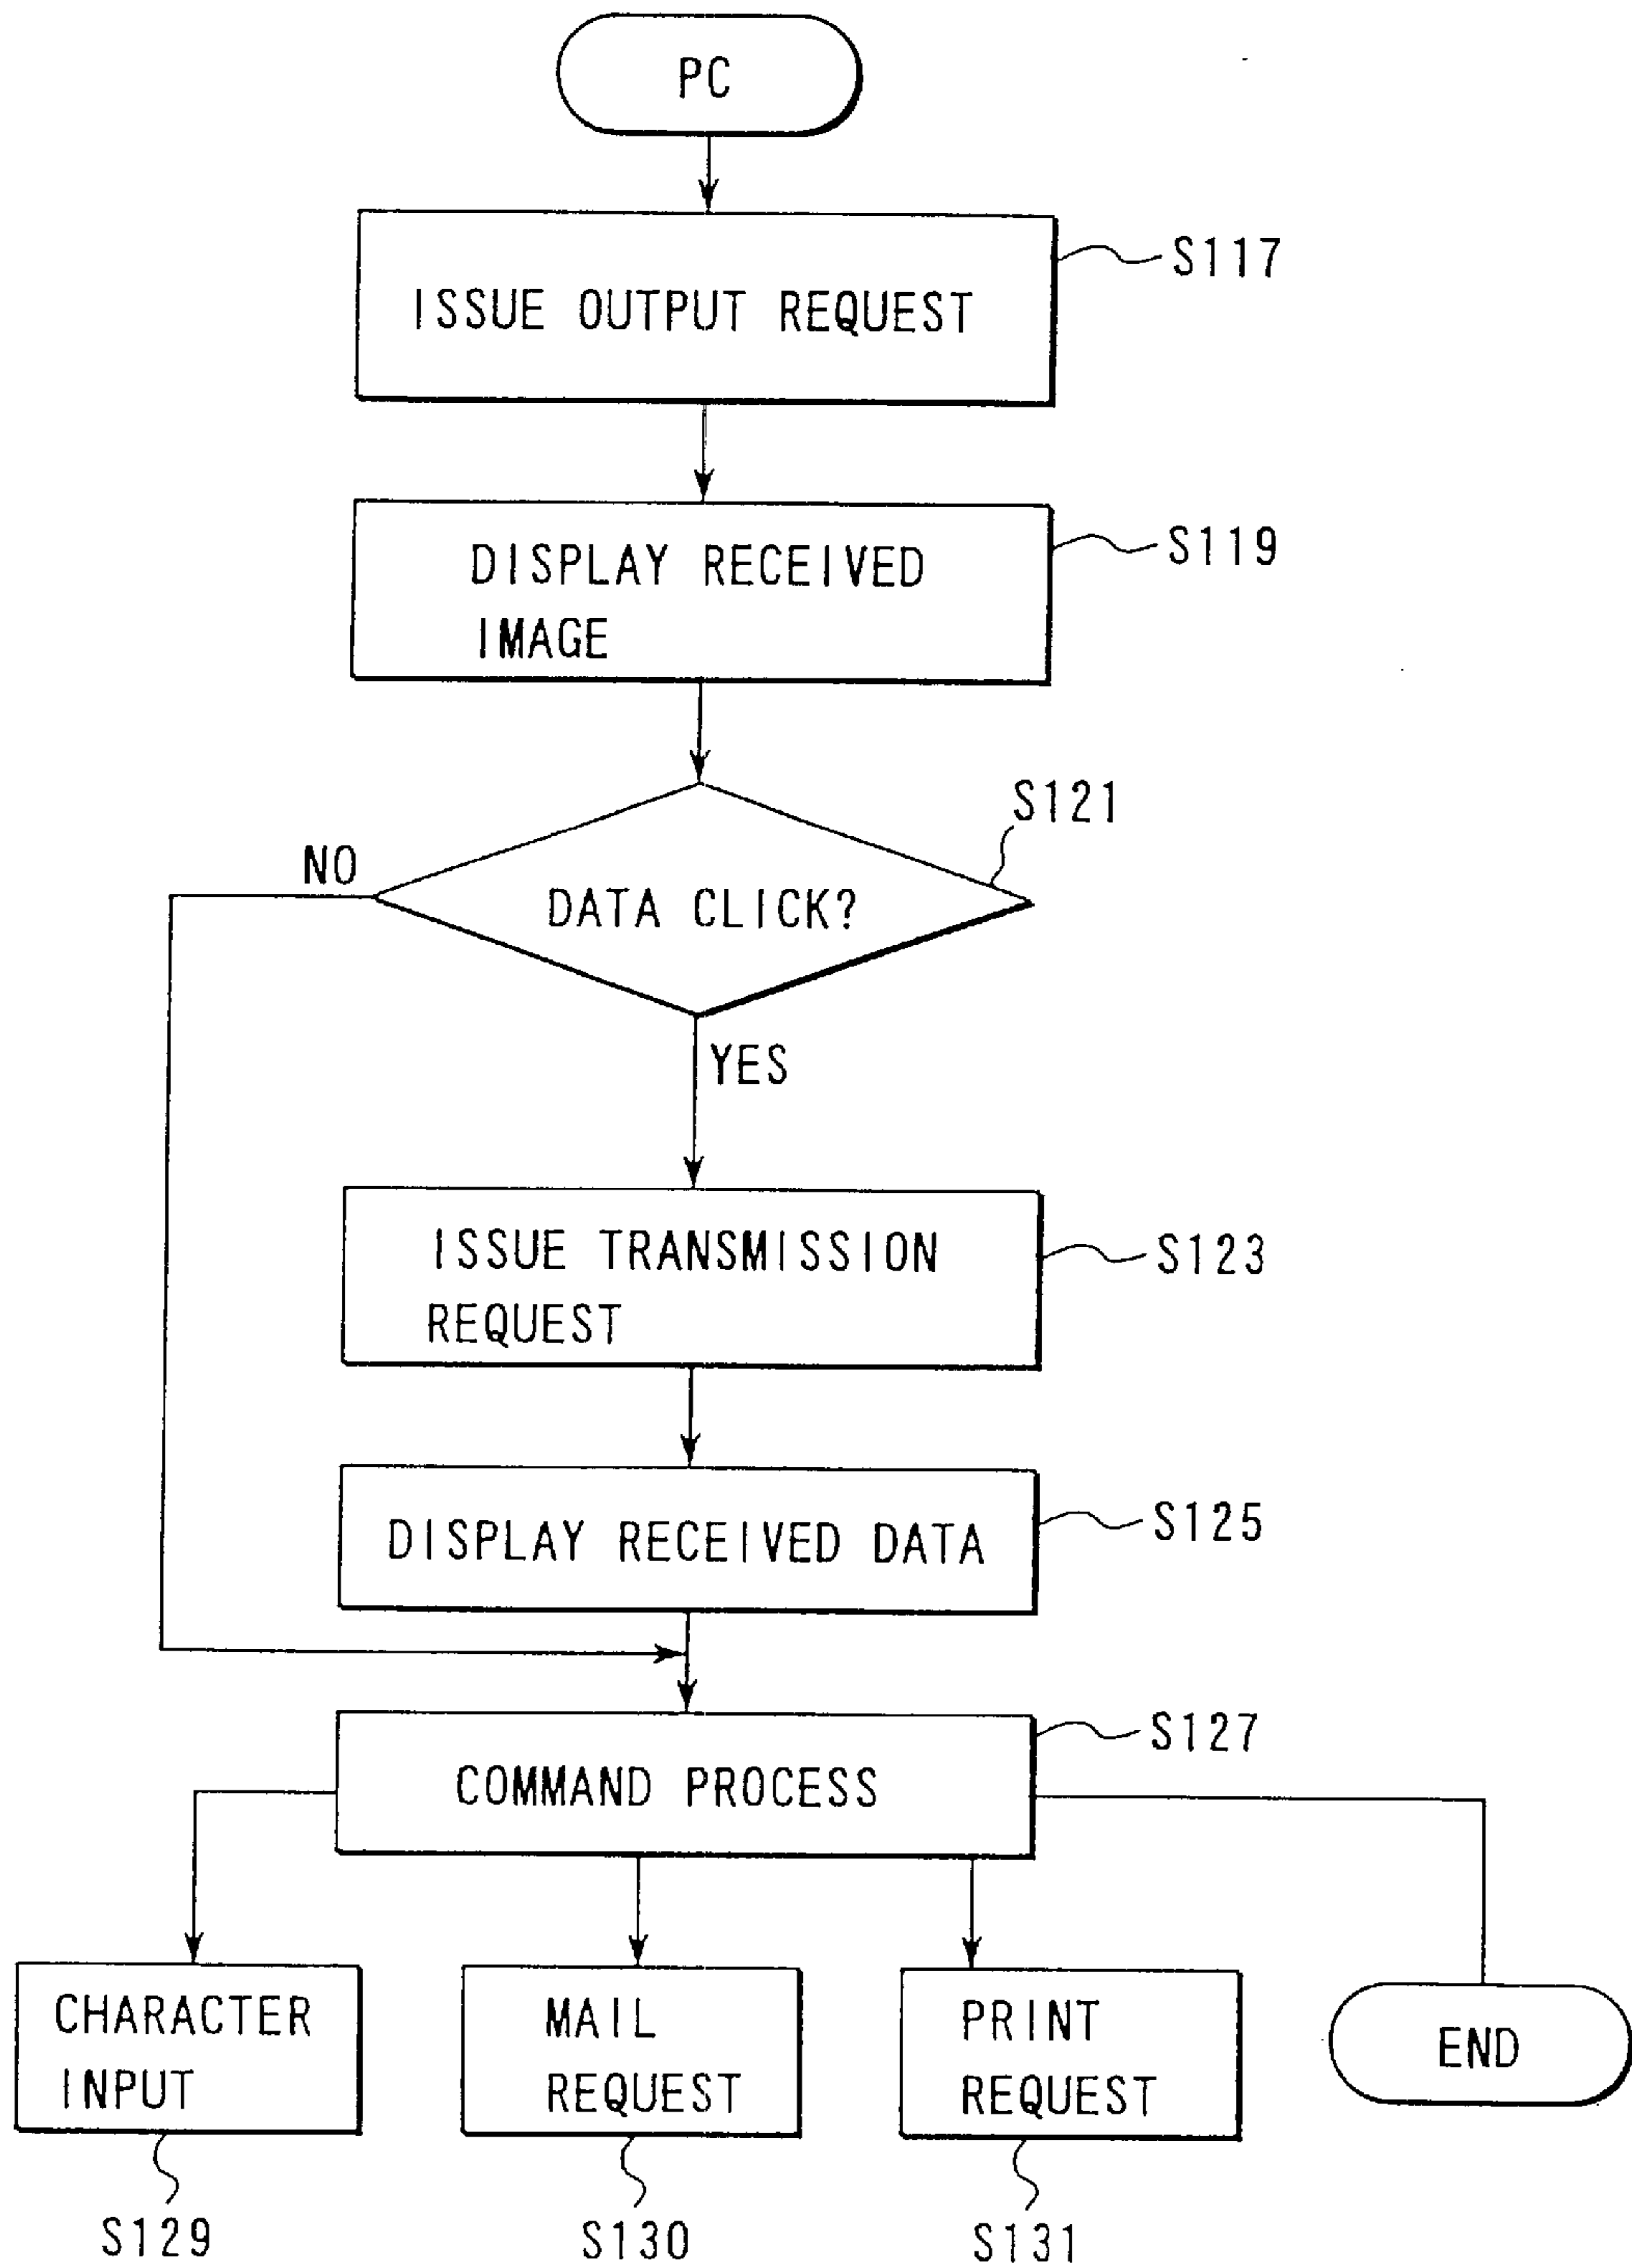 PC
ISSUE OUTPUT REQUEST
S117
DISPLAY RECEIVED
IMAGE
S119
S121
NO
DATA CLICK?
YES
ISSUE TRANSMISSION
REQUEST
S123
DISPLAY RECEIVED DATA
S125
COMMAND PROCESS
S127
CHARACTER
INPUT
MAIL
REQUEST
PRINT
REQUEST
END
S129
S130
S131